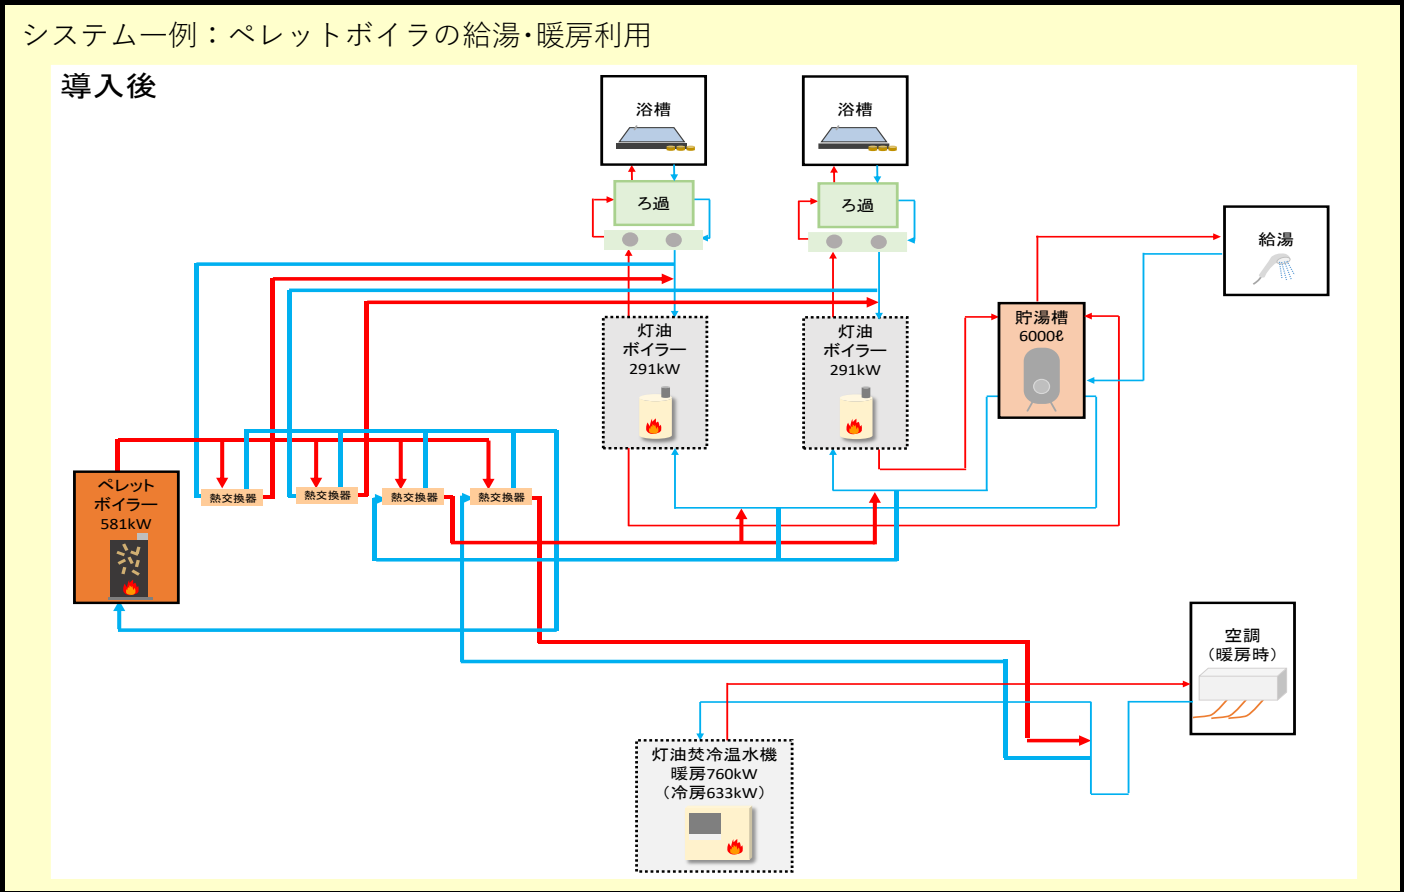 システム一例：ペレットボイラの給湯･暖房利用
導入後
浴槽
浴槽
ろ過
ろ過
給湯
貯湯槽
6000ℓ
灯油
ボイラー
291kW
灯油
ボイラー
291kW
ペレット
ボイラー
581kW
熱交換器
熱交換器
熱交換器
熱交換器
空調
（暖房時）
灯油焚冷温水機
暖房760kW
（冷房633kW）